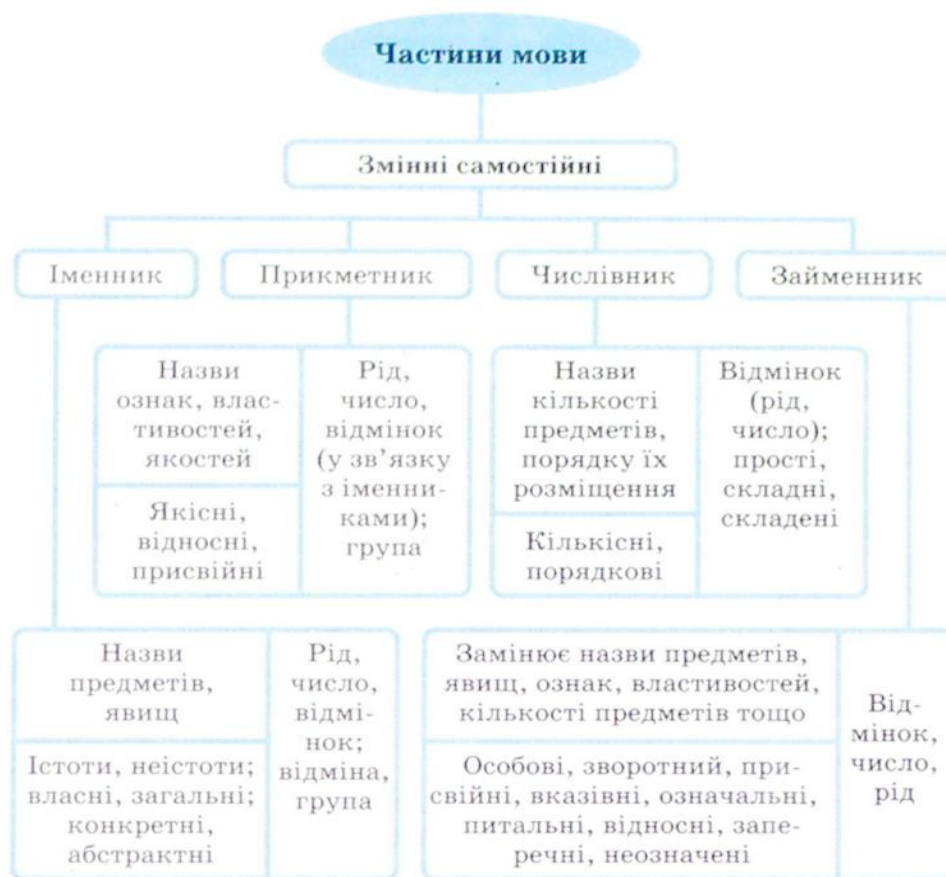 Частини мови
Змінні самостійні
Іменник
Прикметник
Числівник
Займенник
Назви
ознак, влас-
тивостей,
якостей
Якісні,
відносні,
присвійні
Рід,
число,
відмінок
(у зв’язку
з іменни-
ками);
група
Назви
кількості
предметів,
порядку їх
розміщення
Кількісні,
порядкові
Відмінок
(рід,
число);
прості,
складні,
складені
Назви
предметів,
явищ
Істоти, неістоти;
власні, загальні;
конкретні,
абстрактні
Рід,
число,
відмі-
нок;
відміна,
група
Замінює назви предметів,
явищ, ознак, властивостей,
кількості предметів тощо
Особові, зворотний, при-
свійні, вказівні, означальні,
питальні, відносні, запе-
речні, неозначені
Від-
мінок,
число,
рід